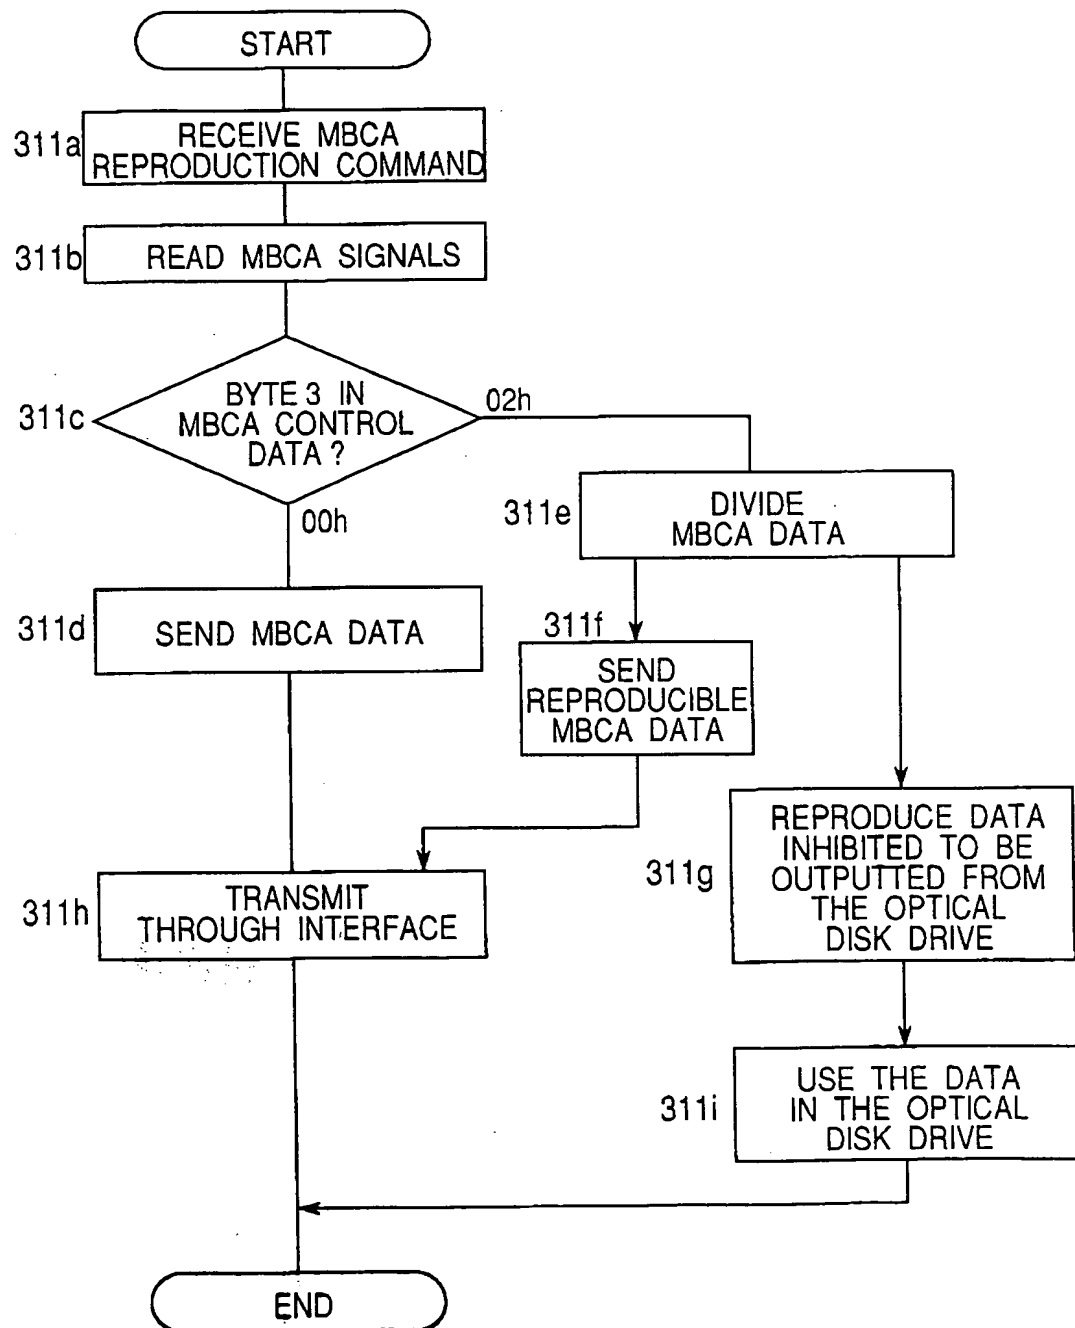 START
311a
RECEIVE MBCA
REPRODUCTION COMMAND
311b
READ MBCA SIGNALS
311c
BYTE 3 IN
MBCA CONTROL
DATA ?
02h
00h
311e
DIVIDE
MBCA DATA
311d
SEND MBCA DATA
311f
SEND
REPRODUCIBLE
MBCA DATA
311g
REPRODUCE DATA
INHIBITED TO BE
OUTPUTTED FROM
THE OPTICAL
DISK DRIVE
311h
TRANSMIT
THROUGH INTERFACE
311i
USE THE DATA
IN THE OPTICAL
DISK DRIVE
END